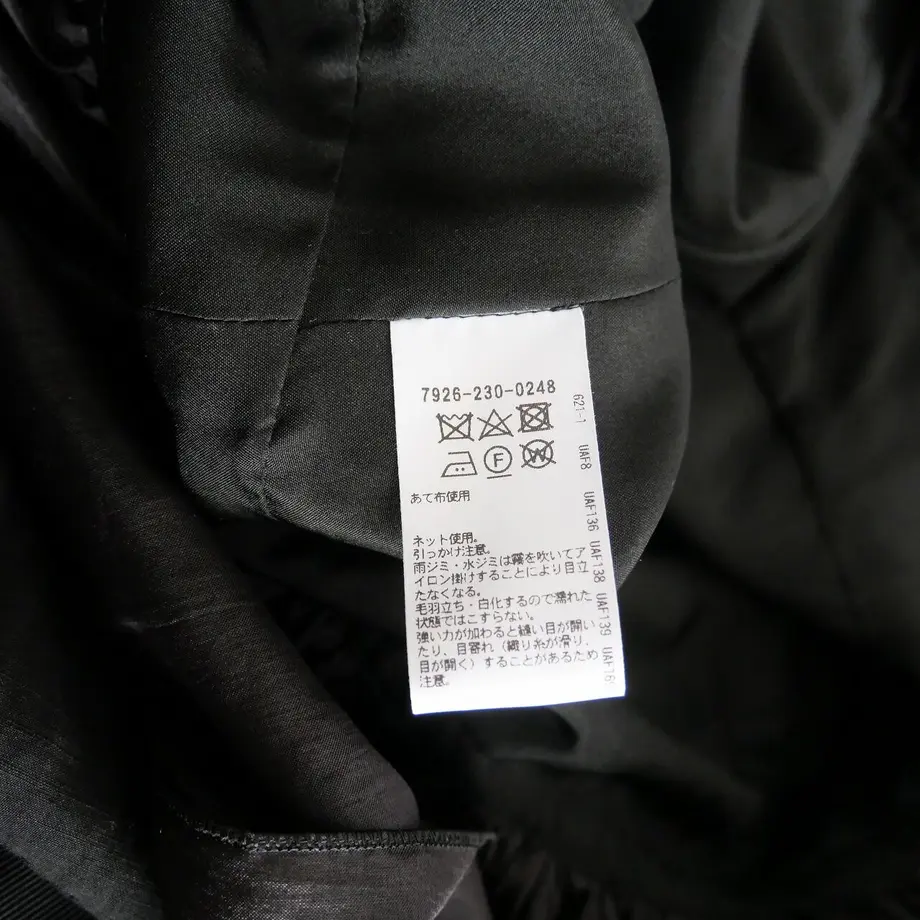 7926-230-0248
W
F
あて布使用
ネット使用。
引っかけ注意。
雨ジミ・水ジミは霧を吹いてア
イロン掛けすることにより目立
たなくなる。
毛羽立ち・白化するので濡れた
状態ではこすらない。
強い力が加わると縫い目が開い
たり、目寄れ(織り糸が滑り、
目が開く)することがあるため
注意。
621-1 UAF8 UAF136 UAF138 UAF139